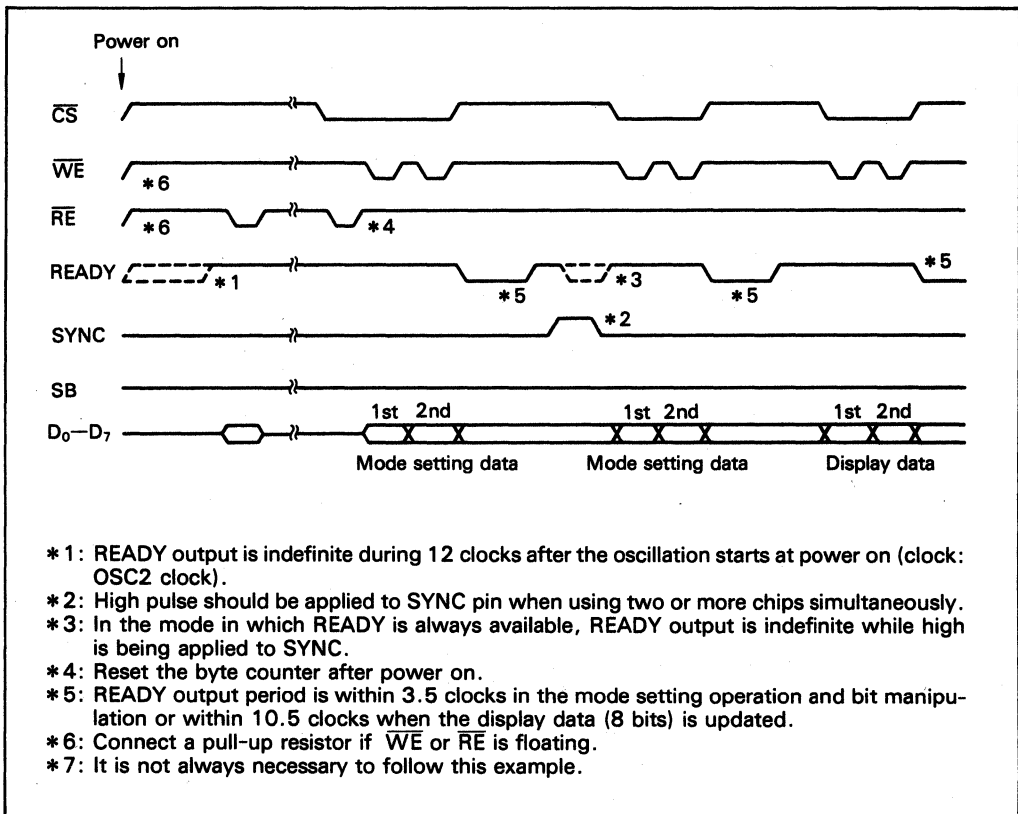 Power on
CS
WE
*6
RE
*6
*4
READY
*1
*5
*3
*5
*5
SYNC
*2
SB
1st 2nd
1st 2nd
1st 2nd
D0—D7
Mode setting data
Mode setting data
Display data
*1: READY output is indefinite during 12 clocks after the oscillation starts at power on (clock:
OSC2 clock).
*2: High pulse should be applied to SYNC pin when using two or more chips simultaneously.
*3: In the mode in which READY is always available, READY output is indefinite while high
is being applied to SYNC.
*4: Reset the byte counter after power on.
*5: READY output period is within 3.5 clocks in the mode setting operation and bit manipu-
lation or within 10.5 clocks when the display data (8 bits) is updated.
*6: Connect a pull-up resistor if WE or RE is floating.
*7: It is not always necessary to follow this example.